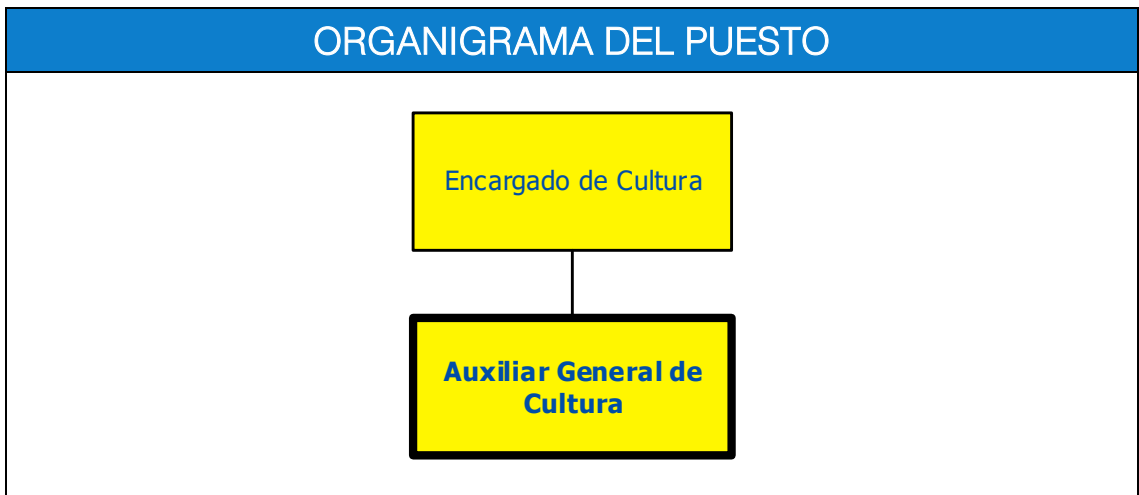 ORGANIGRAMA DEL PUESTO
Encargado de Cultura
Auxiliar General de
Cultura